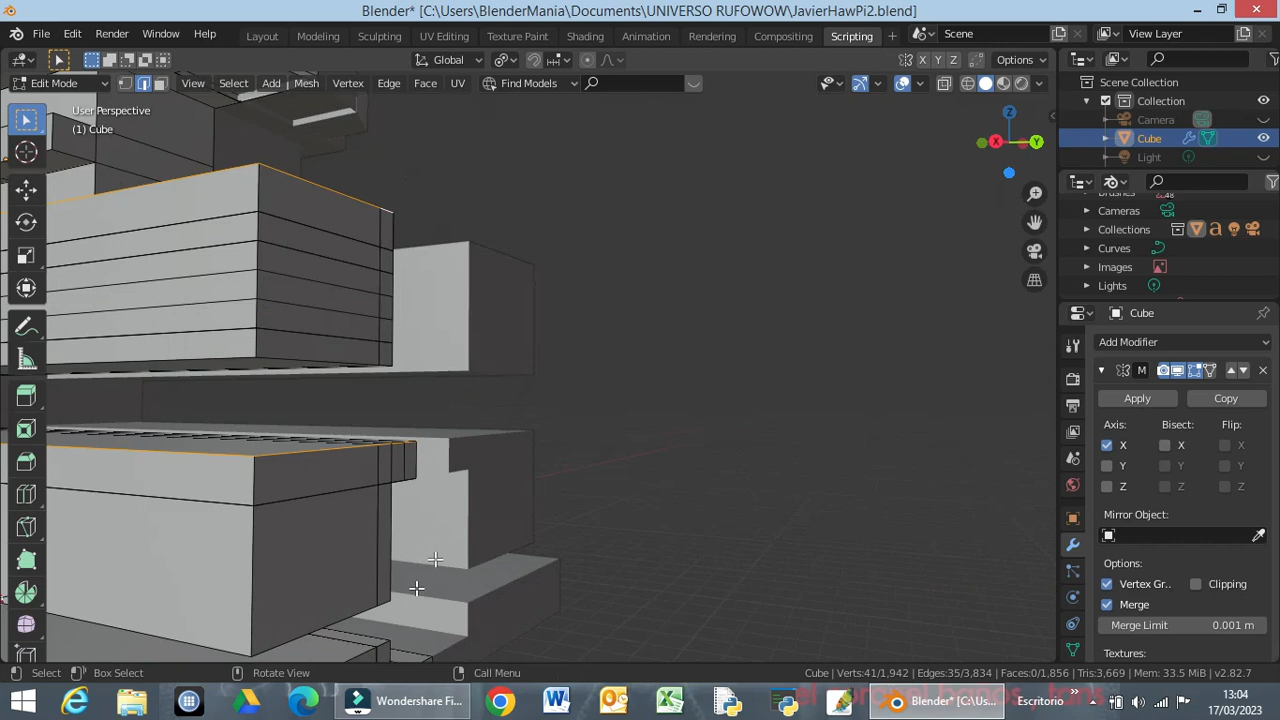 Blender* [C:\Users\BlenderMania\Documents\UNIVERSO RUFOWOW\JavierHawPi2.blend]
File Edit Render Window Help Layout Modeling Sculpting UV Editing Texture Paint Shading Animation Rendering Compositing Scripting Scene View Layer
Global X Y Z Options
Edit Mode View Select Add Mesh Vertex Edge Face UV Find Modules
User Perspective
(1) Cube
Z
X Y
Scene Collection
Collection
Camera
Cube
Light
Cameras
Collections
Curves
Images
Lights
Cube
Add Modifier
M
Apply Copy
Axis: Bisect: Flip:
X X X
Y Y Y
Z Z Z
Mirror Object:
Options:
Vertex Gr.. Clipping
Merge
Merge Limit 0.001 m
Textures:
Select Box Select Rotate View Call Menu Cube | Verts:41/1,942 | Edges:35/3,834 | Faces:0/1,856 | Tris:3,669 | Mem: 33.5 MiB | v2.82.7
Wondershare Fi... Blender* [C:\Us... Escritorio 13:04
17/03/2023